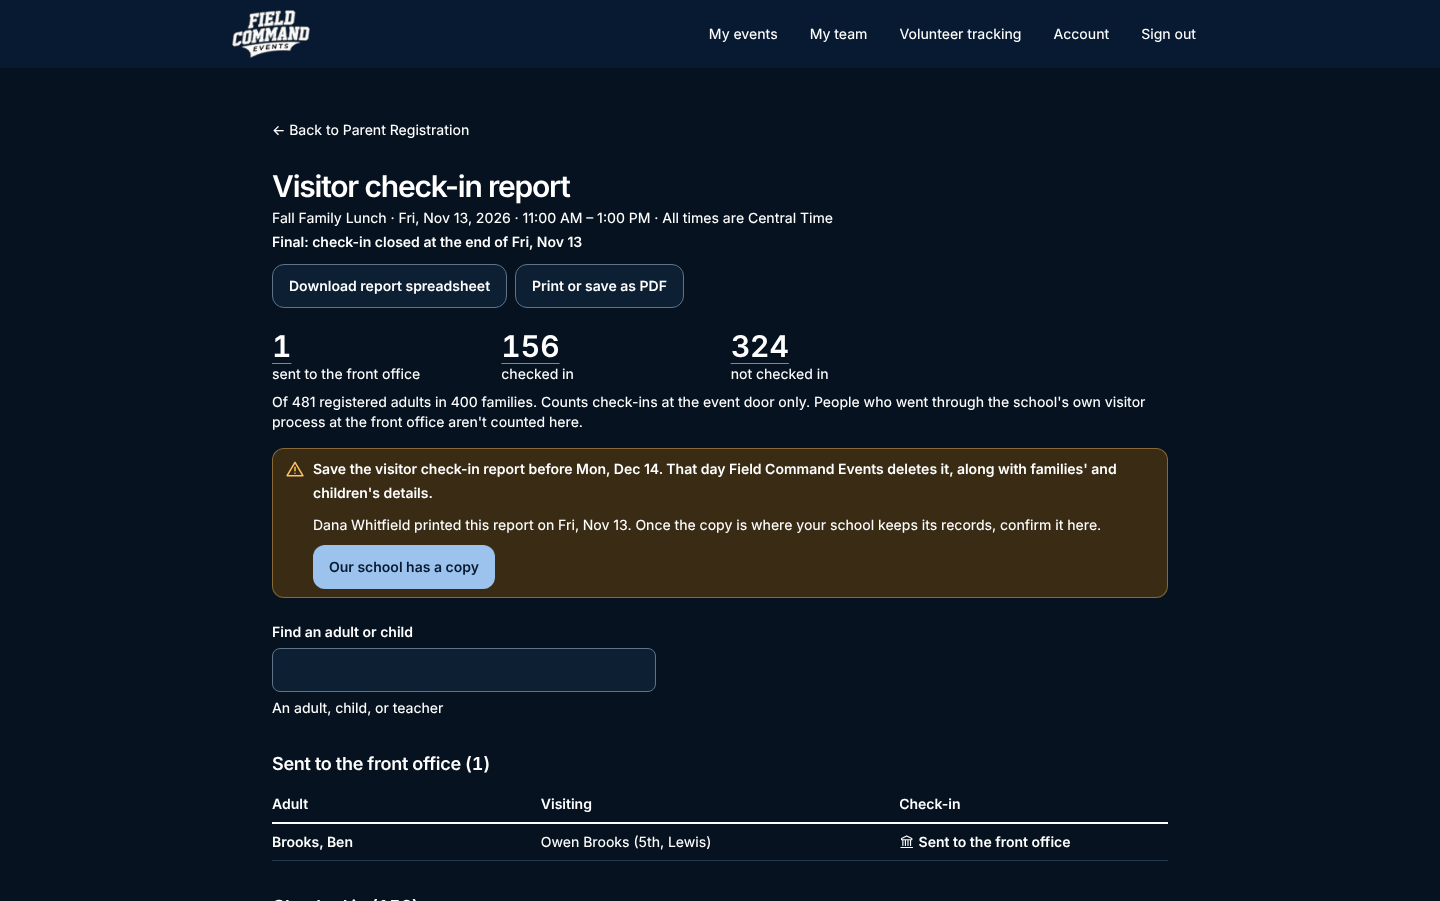 FIELD
COMMAND
EVENTS
My events
My team
Volunteer tracking
Account
Sign out
← Back to Parent Registration
Visitor check-in report
Fall Family Lunch · Fri, Nov 13, 2026 · 11:00 AM – 1:00 PM · All times are Central Time
Final: check-in closed at the end of Fri, Nov 13
Download report spreadsheet
Print or save as PDF
1
sent to the front office
156
checked in
324
not checked in
Of 481 registered adults in 400 families. Counts check-ins at the event door only. People who went through the school's own visitor
process at the front office aren't counted here.
Save the visitor check-in report before Mon, Dec 14. That day Field Command Events deletes it, along with families' and
children's details.
Dana Whitfield printed this report on Fri, Nov 13. Once the copy is where your school keeps its records, confirm it here.
Our school has a copy
Find an adult or child
An adult, child, or teacher
Sent to the front office (1)
Adult
Visiting
Check-in
Brooks, Ben
Owen Brooks (5th, Lewis)
Sent to the front office